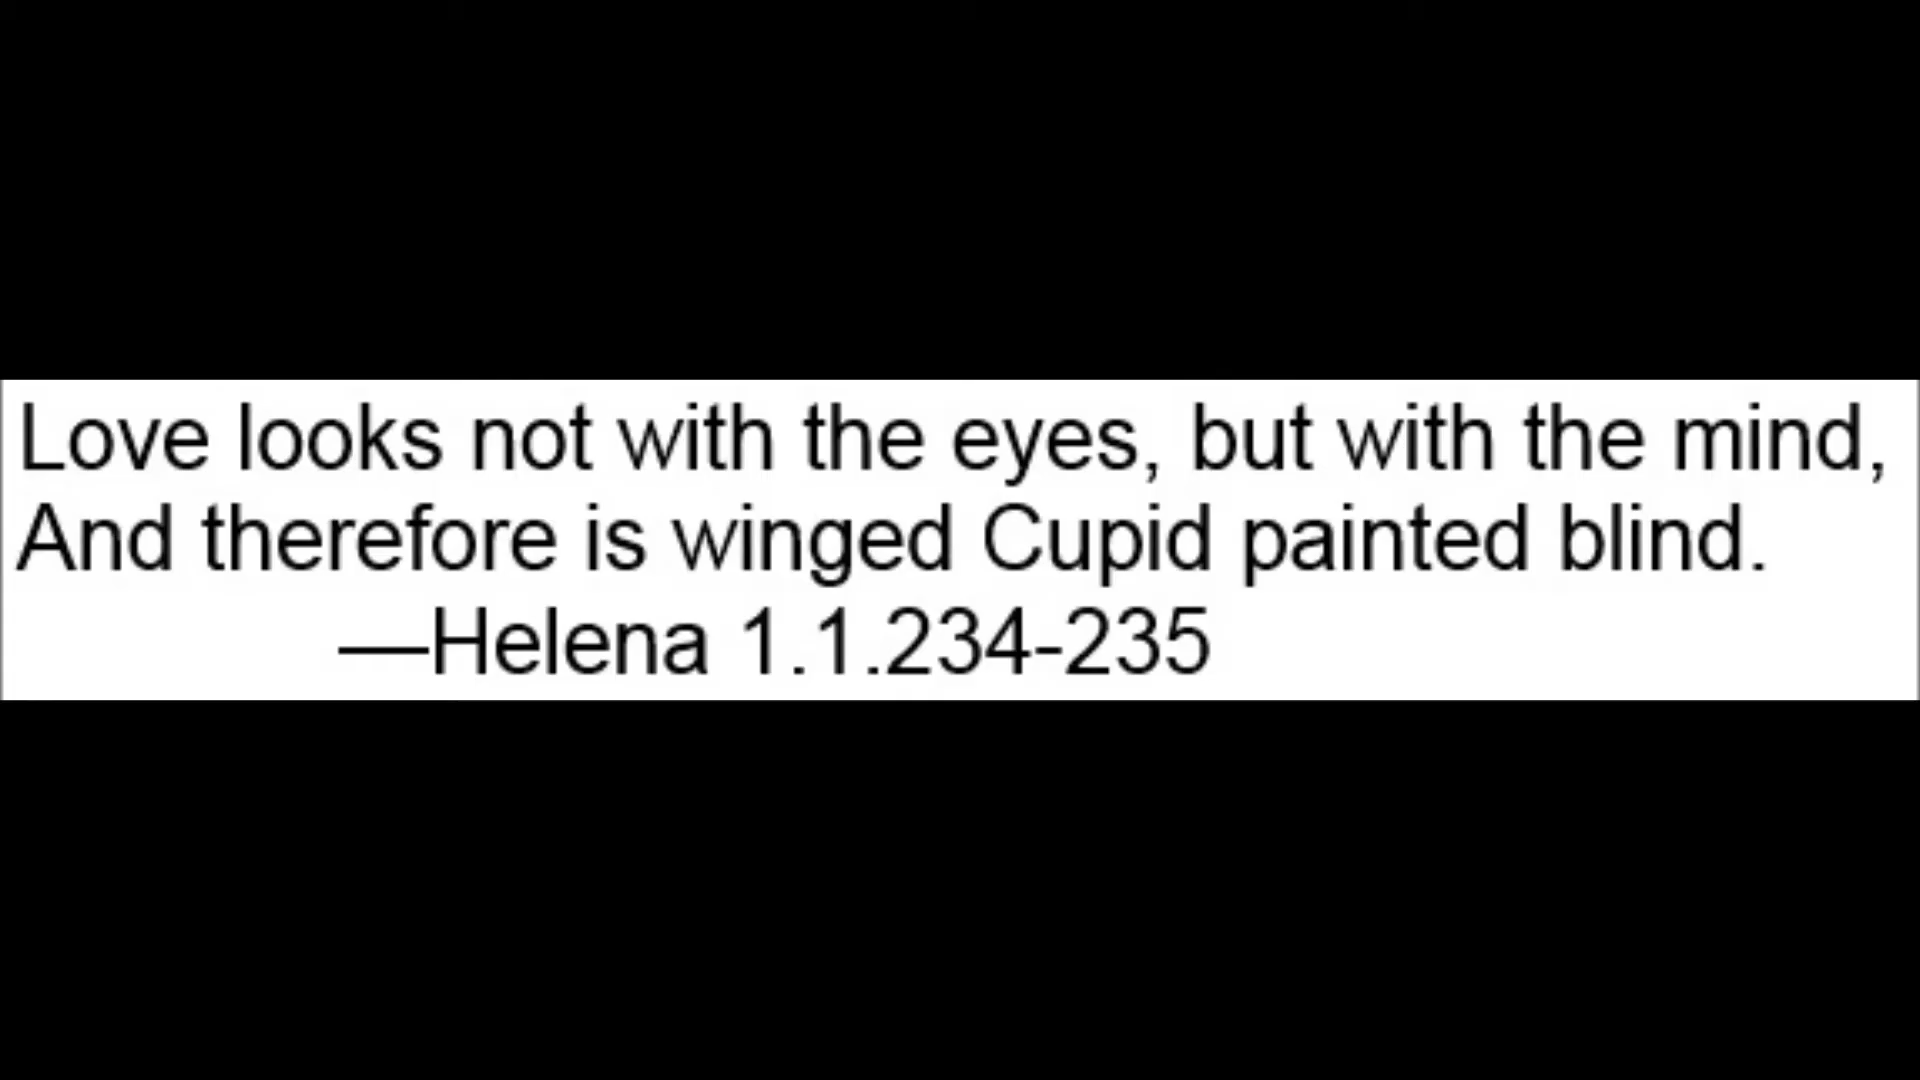 Love looks not with the eyes, but with the mind,
And therefore is winged Cupid painted blind.
—Helena 1.1.234-235